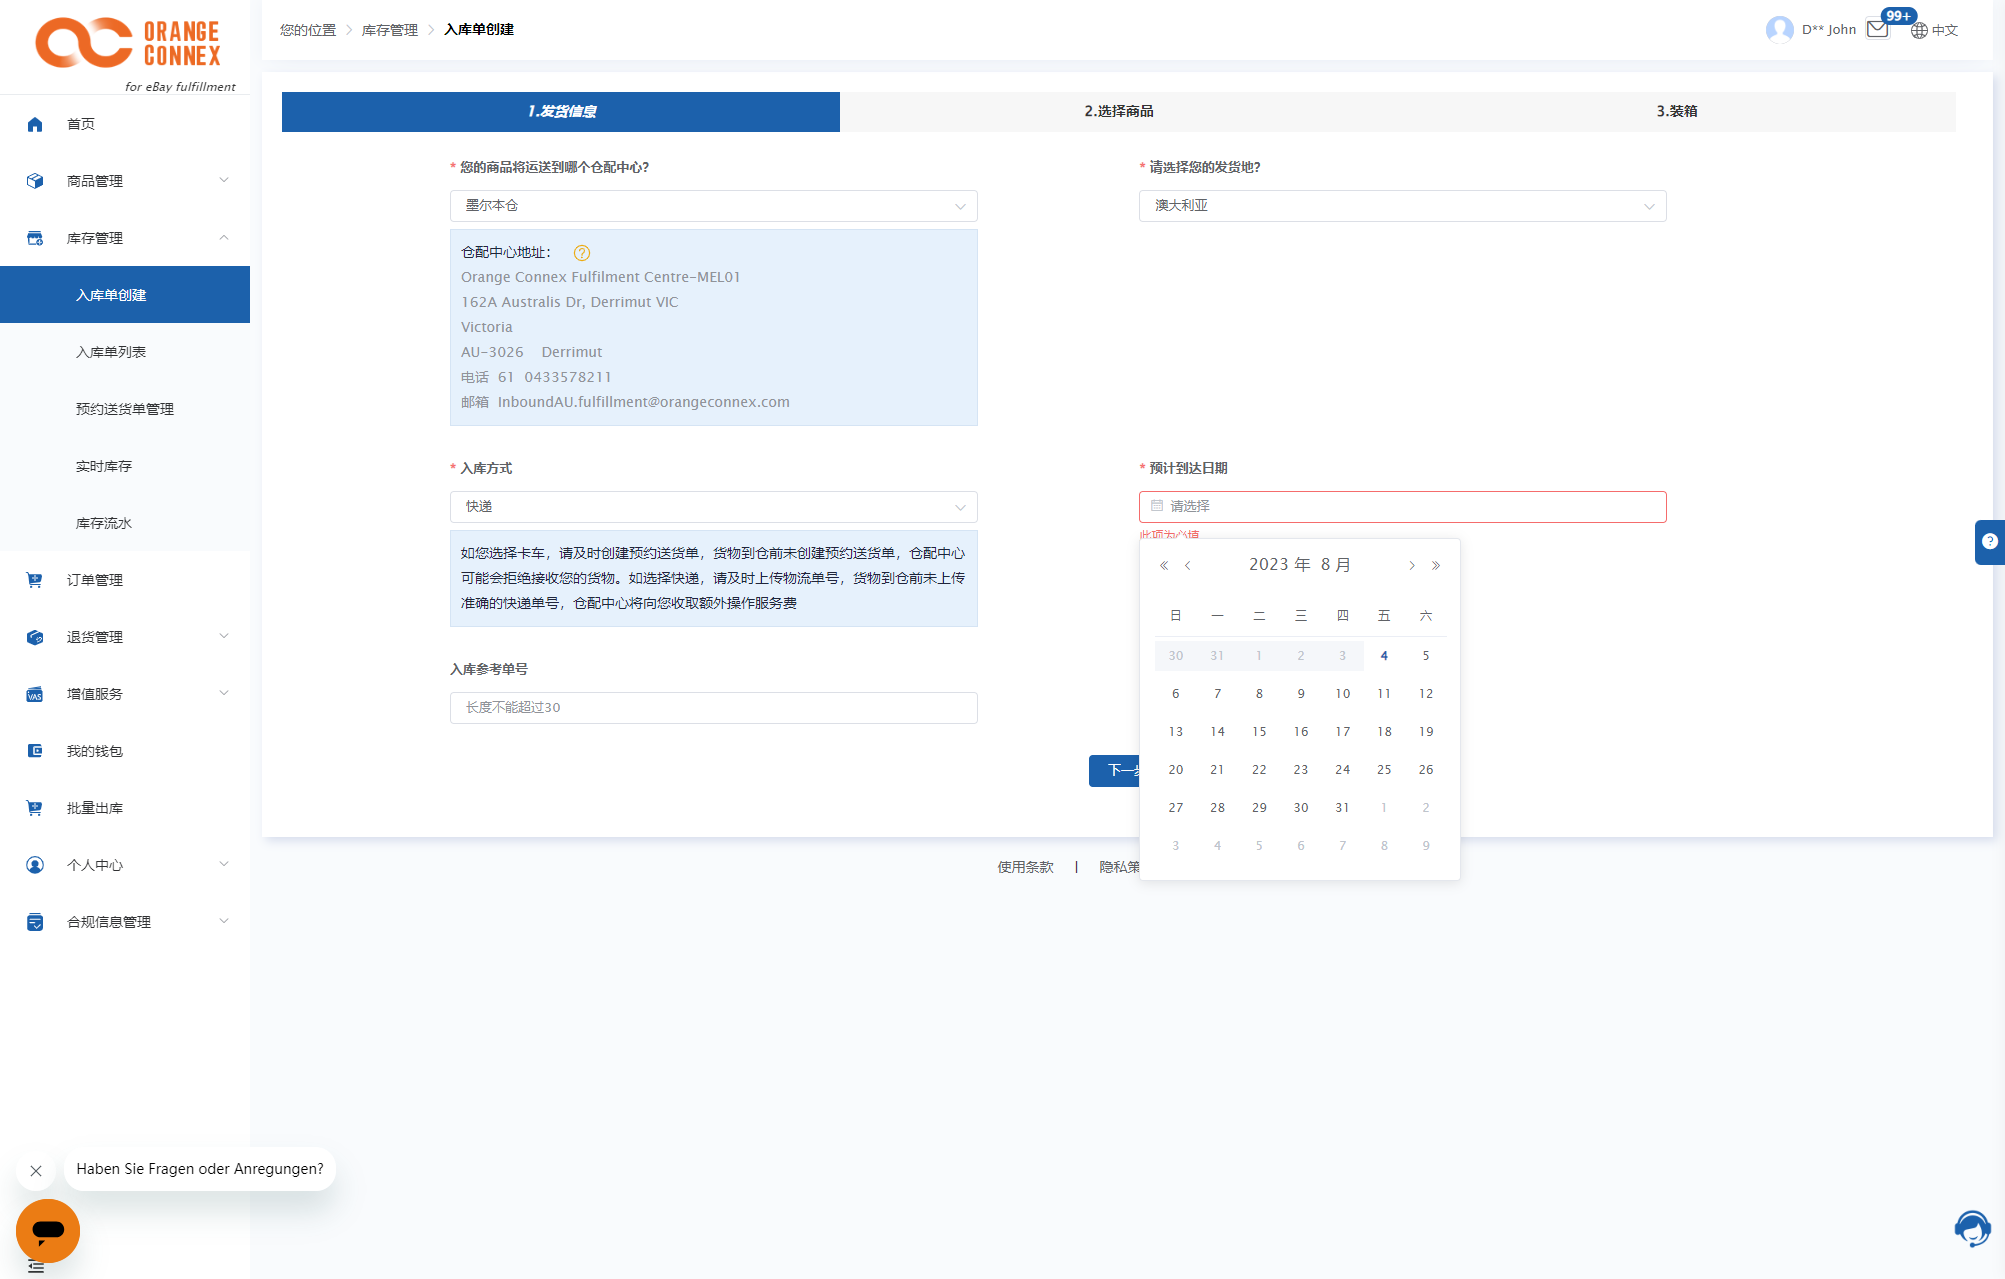 ORANGE
CONNEX
for eBay fulfillment
首页
商品管理
库存管理
入库单创建
入库单列表
预约送货单管理
实时库存
库存流水
订单管理
退货管理
VAS
增值服务
我的钱包
批量出库
个人中心
合规信息管理
您的位置 库存管理 入库单创建
D** John 99+ 中文
1.发货信息 2.选择商品 3.装箱
* 您的商品将运送到哪个仓配中心?
墨尔本仓
仓配中心地址: ?
Orange Connex Fulfilment Centre-MEL01
162A Australis Dr, Derrimut VIC
Victoria
AU-3026 Derrimut
电话 61 0433578211
邮箱 InboundAU.fulfillment@orangeconnex.com
* 请选择您的发货地?
澳大利亚
* 入库方式
快递
如您选择卡车，请及时创建预约送货单，货物到仓前未创建预约送货单，仓配中心
可能会拒绝接收您的货物。如选择快递，请及时上传物流单号，货物到仓前未上传
准确的快递单号，仓配中心将向您收取额外操作服务费
* 预计到达日期
请选择
此项为必填
2023 年 8 月
日 一 二 三 四 五 六
30 31 1 2 3 4 5
6 7 8 9 10 11 12
13 14 15 16 17 18 19
20 21 22 23 24 25 26
27 28 29 30 31 1 2
3 4 5 6 7 8 9
入库参考单号
长度不能超过30
下一步
使用条款 | 隐私策
?
Haben Sie Fragen oder Anregungen?